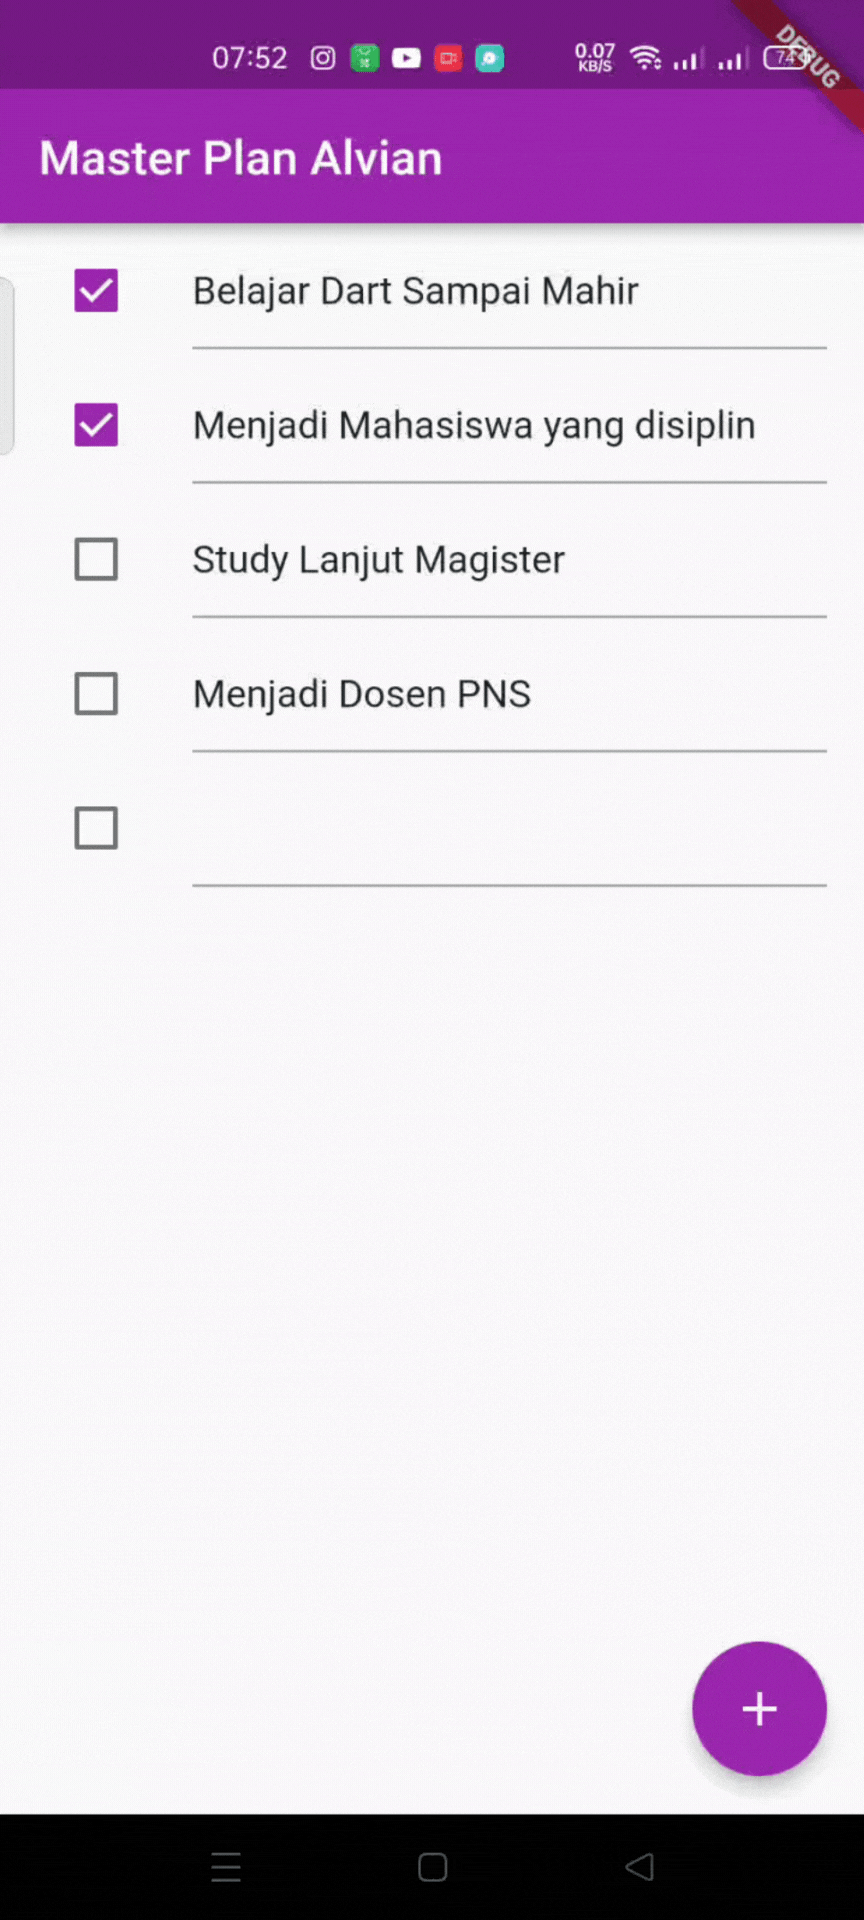 07:52 0.07 KB/S 74
DEBUG
Master Plan Alvian
Belajar Dart Sampai Mahir
Menjadi Mahasiswa yang disiplin
Study Lanjut Magister
Menjadi Dosen PNS